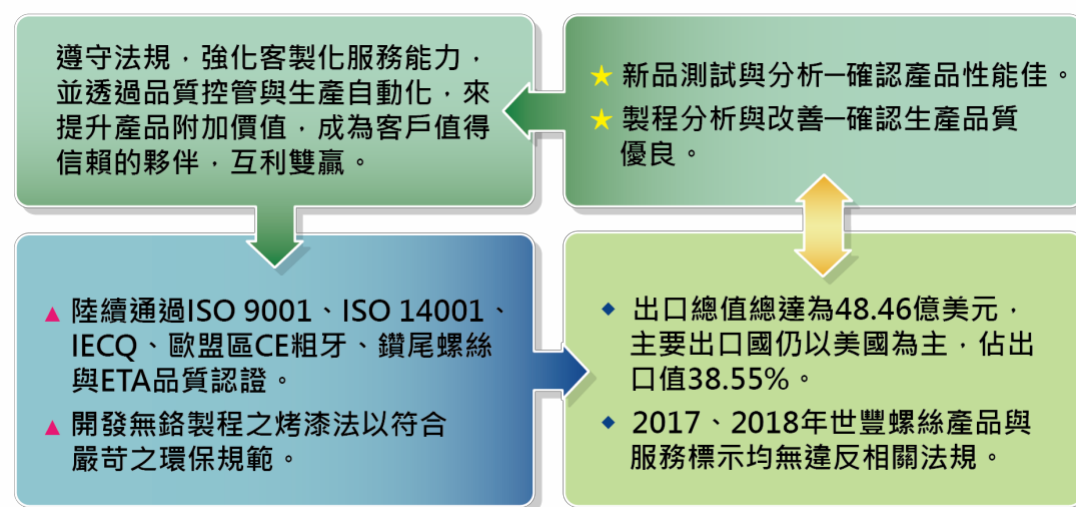 遵守法規，強化客製化服務能力，
並透過品質控管與生產自動化，來
提升產品附加價值，成為客戶值得
信賴的夥伴，互利雙贏。
★ 新品測試與分析─確認產品性能佳。
★ 製程分析與改善─確認生產品質
優良。
▲ 陸續通過ISO 9001、ISO 14001、
IECQ、歐盟區CE粗牙、鑽尾螺絲
與ETA品質認證。
▲ 開發無鉻製程之烤漆法以符合
嚴苛之環保規範。
◆ 出口總值總達為48.46億美元，
主要出口國仍以美國為主，佔出
口值38.55%。
◆ 2017、2018年世豐螺絲產品與
服務標示均無違反相關法規。